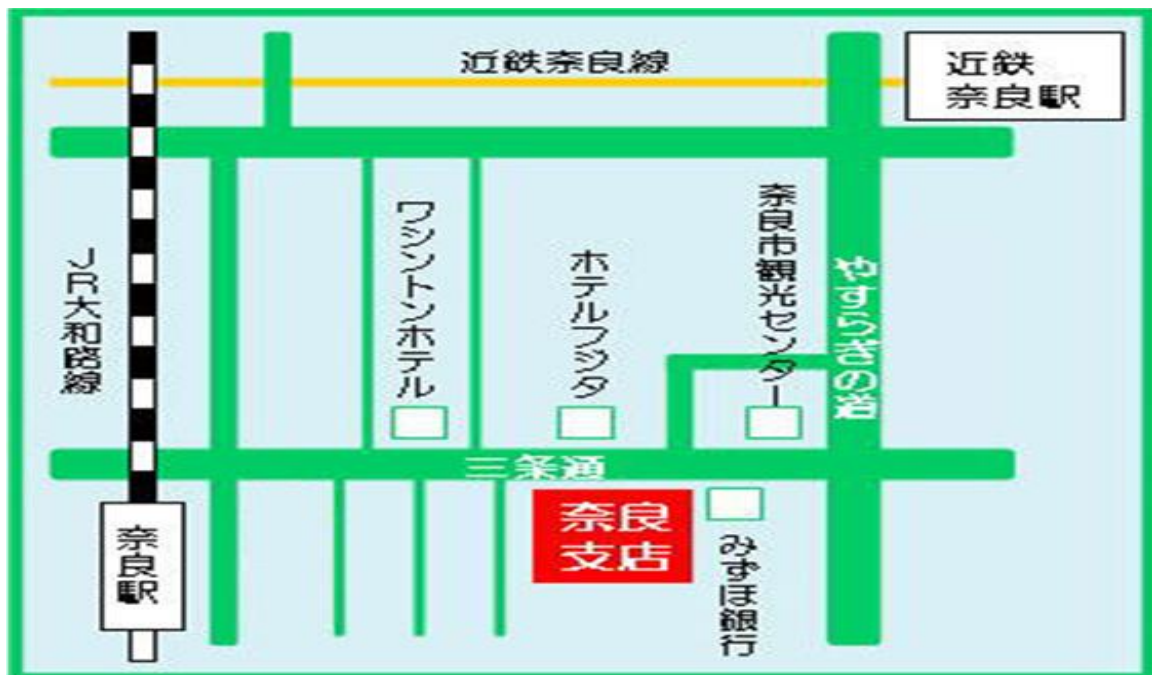 近鉄奈良線
近鉄
奈良駅
JR大和路線
ワシントンホテル
ホテルフジタ
奈良市観光センター
やすらぎの道
三条通
奈良
支店
みずほ銀行
奈良駅